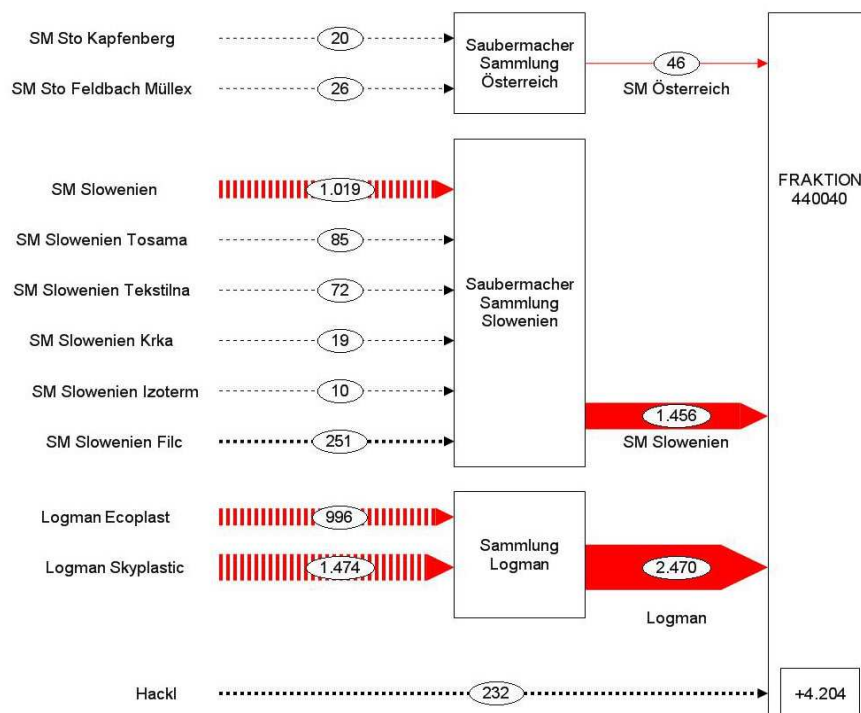 SM Sto Kapfenberg
20
Saubermacher
Sammlung
Österreich
46
SM Österreich
SM Sto Feldbach Müllex
26
SM Slowenien
1.019
FRAKTION
440040
SM Slowenien Tosama
85
SM Slowenien Tekstilna
72
Saubermacher
Sammlung
Slowenien
SM Slowenien Krka
19
SM Slowenien Izoterm
10
1.456
SM Slowenien
SM Slowenien Filc
251
Logman Ecoplast
996
Logman Skyplastic
1.474
Sammlung
Logman
2.470
Logman
Hackl
232
+4.204